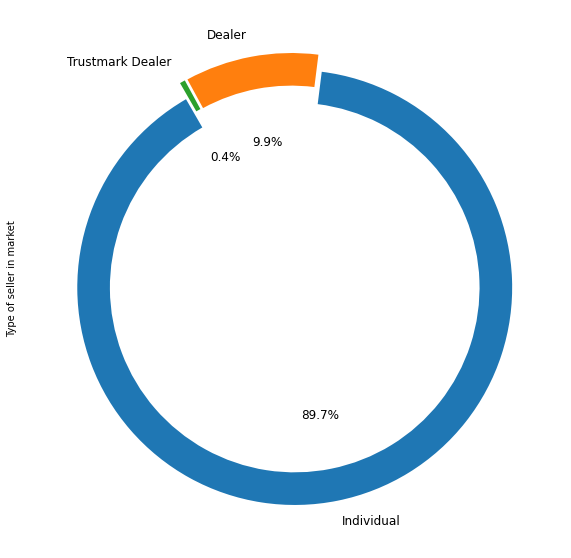 Dealer
Trustmark Dealer
9.9%
0.4%
Type of seller in market
89.7%
Individual